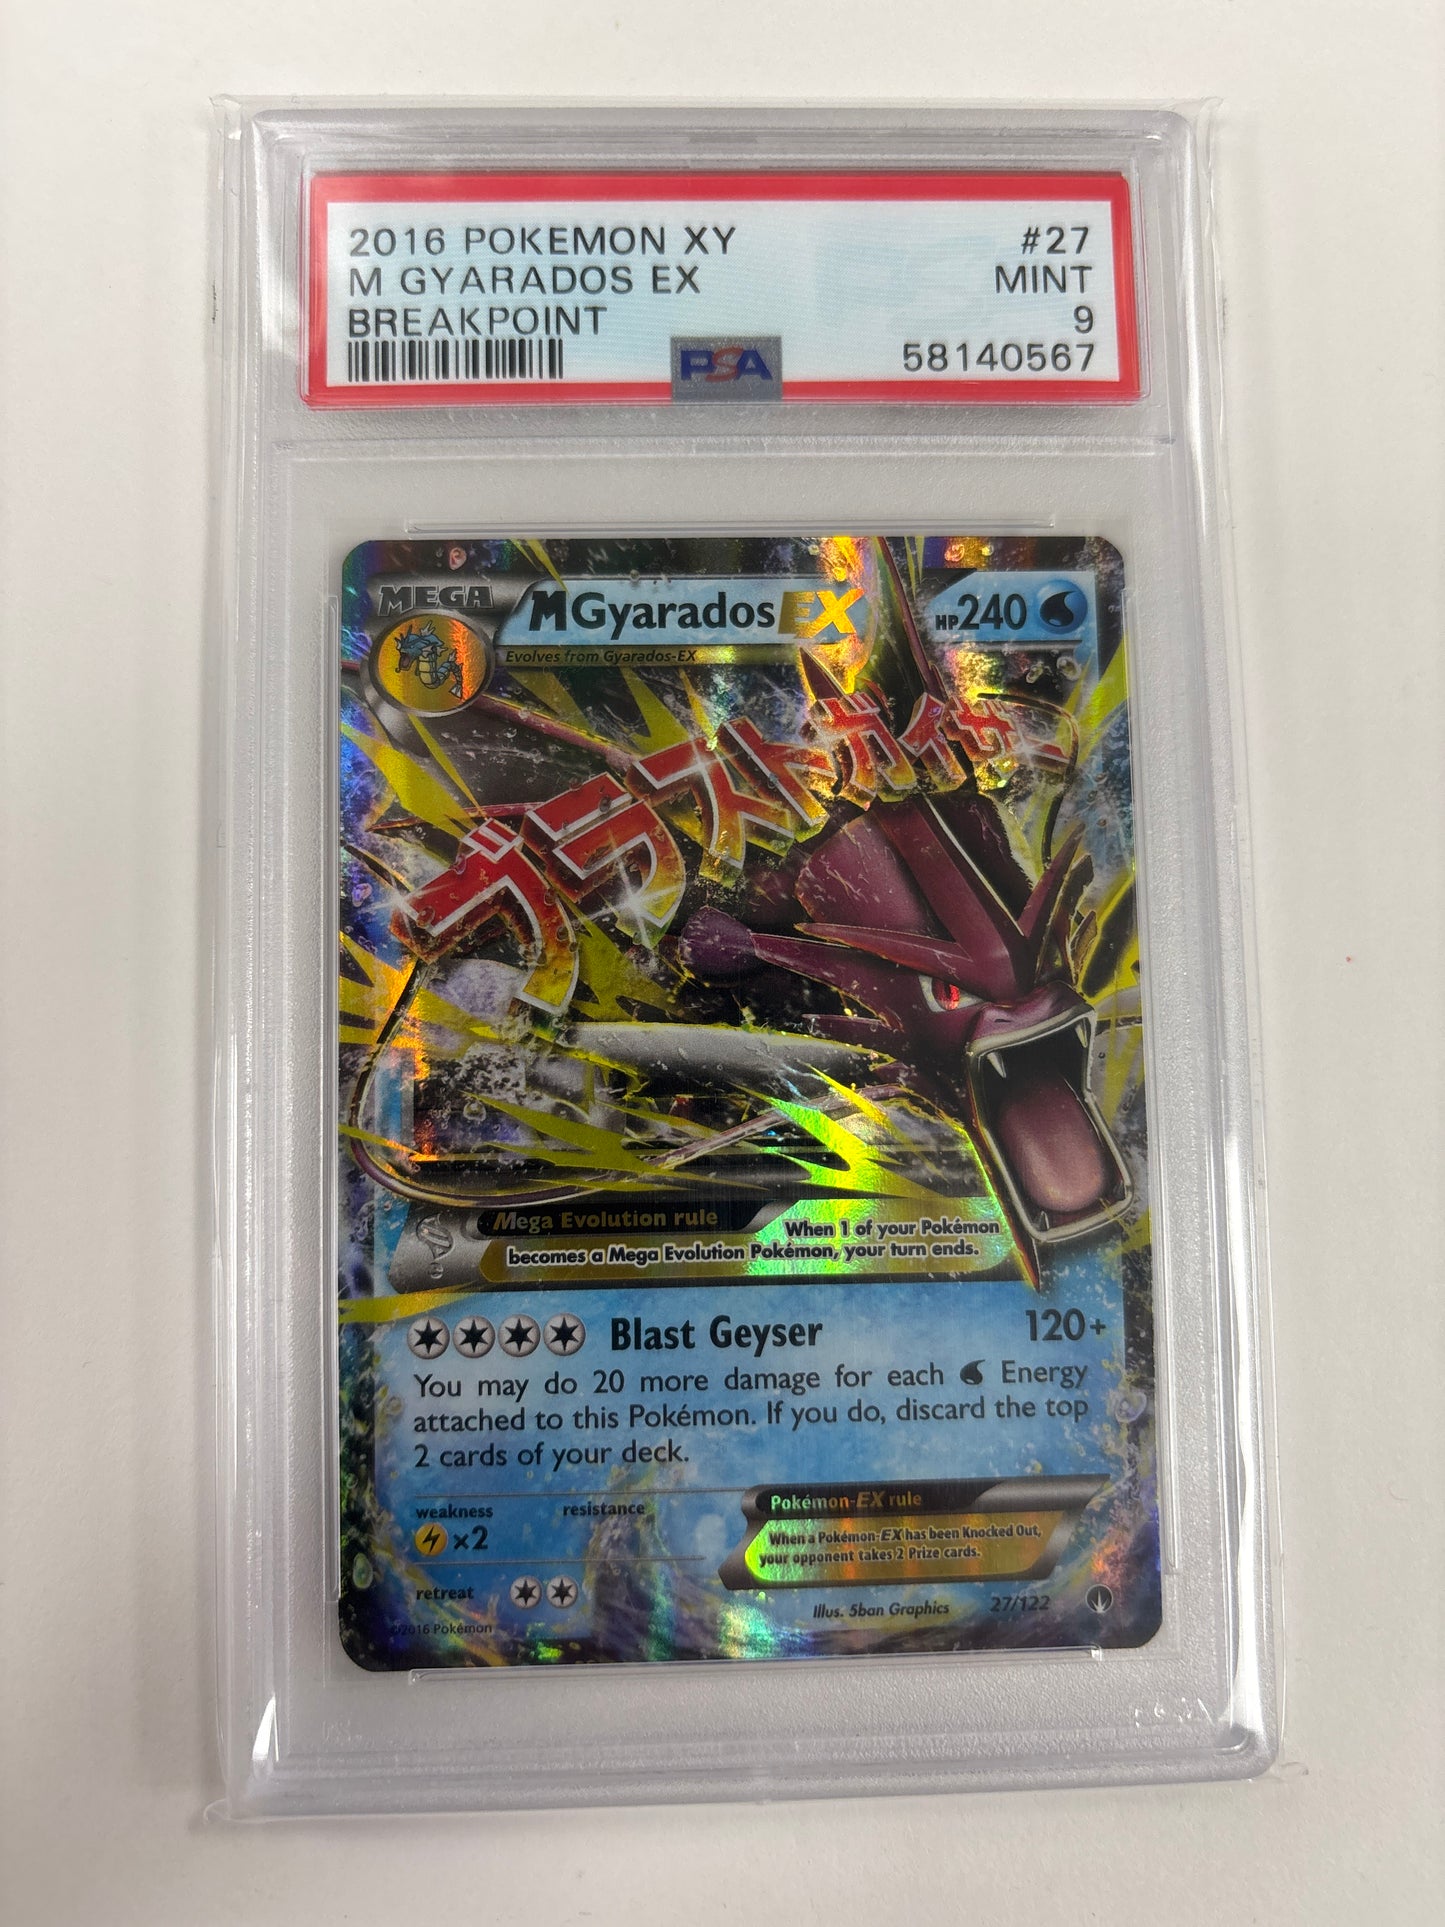 2016 POKEMON XY #27
M GYARADOS EX MINT
BREAKPOINT 9
PSA 58140567
MEGA MGyaradosEX HP240
Evolves from Gyarados-EX
ブラストガイザー
Mega Evolution rule When 1 of your Pokémon
becomes a Mega Evolution Pokémon, your turn ends.
Blast Geyser 120+
You may do 20 more damage for each Energy
attached to this Pokémon. If you do, discard the top
2 cards of your deck.
weakness resistance
×2
Pokémon-EX rule
When a Pokémon-EX has been Knocked Out,
your opponent takes 2 Prize cards.
retreat
Illus. 5ban Graphics 27/122
©2016 Pokémon